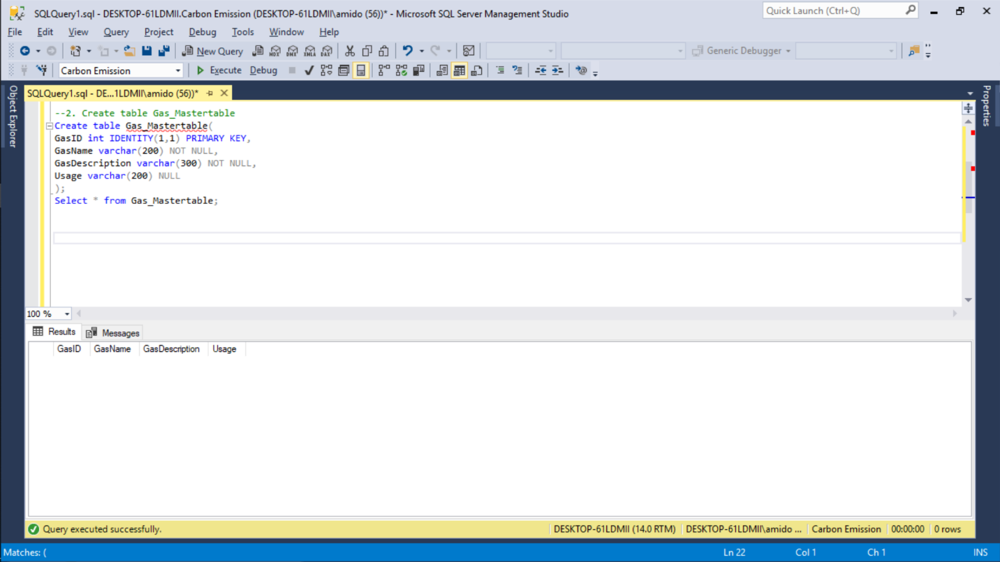 SQLQuery1.sql - DESKTOP-61LDMII.Carbon Emission (DESKTOP-61LDMII\amido (56))* - Microsoft SQL Server Management Studio
Quick Launch (Ctrl+Q)
File Edit View Query Project Debug Tools Window Help
New Query MDX DMX XMLA DAX Generic Debugger
Carbon Emission Execute Debug
Object Explorer
SQLQuery1.sql - DE...1LDMII\amido (56))*
Properties
--2. Create table Gas_Mastertable
Create table Gas_Mastertable(
GasID int IDENTITY(1,1) PRIMARY KEY,
GasName varchar(200) NOT NULL,
GasDescription varchar(300) NOT NULL,
Usage varchar(200) NULL
);
Select * from Gas_Mastertable;
100 %
Results Messages
GasID GasName GasDescription Usage
Query executed successfully. DESKTOP-61LDMII (14.0 RTM) DESKTOP-61LDMII\amido ... Carbon Emission 00:00:00 0 rows
Matches: ( Ln 22 Col 1 Ch 1 INS